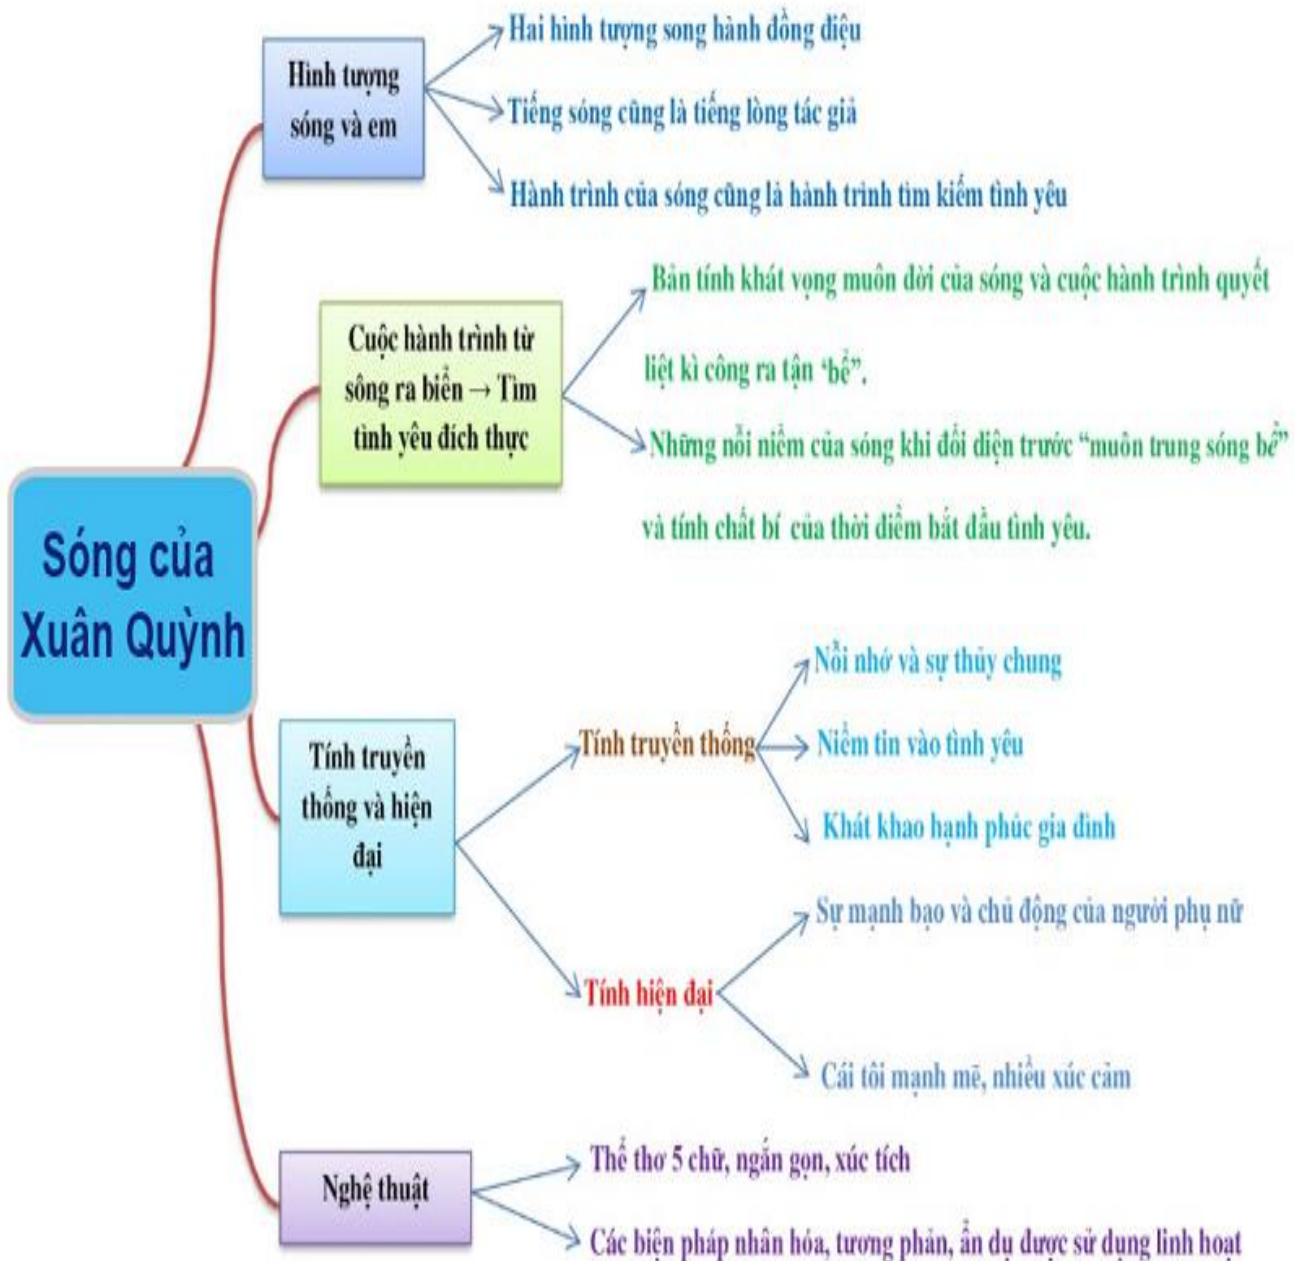 Sóng của
Xuân Quỳnh
Hình tượng
sóng và em
Hai hình tượng song hành đồng điệu
Tiếng sóng cũng là tiếng lòng tác giả
Hành trình của sóng cũng là hành trình tìm kiếm tình yêu
Cuộc hành trình từ
sông ra biển → Tìm
tình yêu đích thực
Bản tính khát vọng muôn đời của sóng và cuộc hành trình quyết
liệt kì công ra tận “bể”.
Những nỗi niềm của sóng khi đối diện trước “muôn trung sóng bể”
và tính chất bí của thời điểm bắt đầu tình yêu.
Tính truyền
thống và hiện
đại
Tính truyền thống
Nỗi nhớ và sự thủy chung
Niềm tin vào tình yêu
Khát khao hạnh phúc gia đình
Tính hiện đại
Sự mạnh bạo và chủ động của người phụ nữ
Cái tôi mạnh mẽ, nhiều xúc cảm
Nghệ thuật
Thể thơ 5 chữ, ngắn gọn, xúc tích
Các biện pháp nhân hóa, tương phản, ẩn dụ được sử dụng linh hoạt